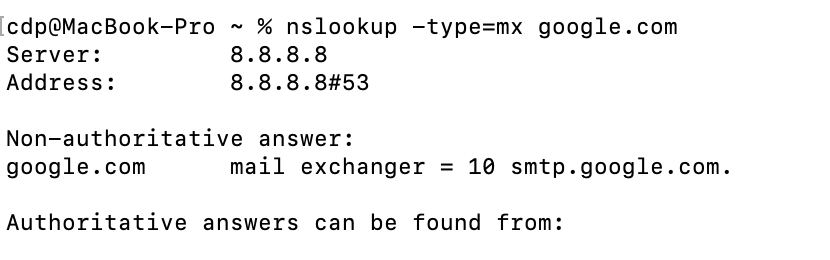 cdp@MacBook-Pro ~ % nslookup -type=mx google.com
Server: 8.8.8.8
Address: 8.8.8.8#53
Non-authoritative answer:
google.com mail exchanger = 10 smtp.google.com.
Authoritative answers can be found from: